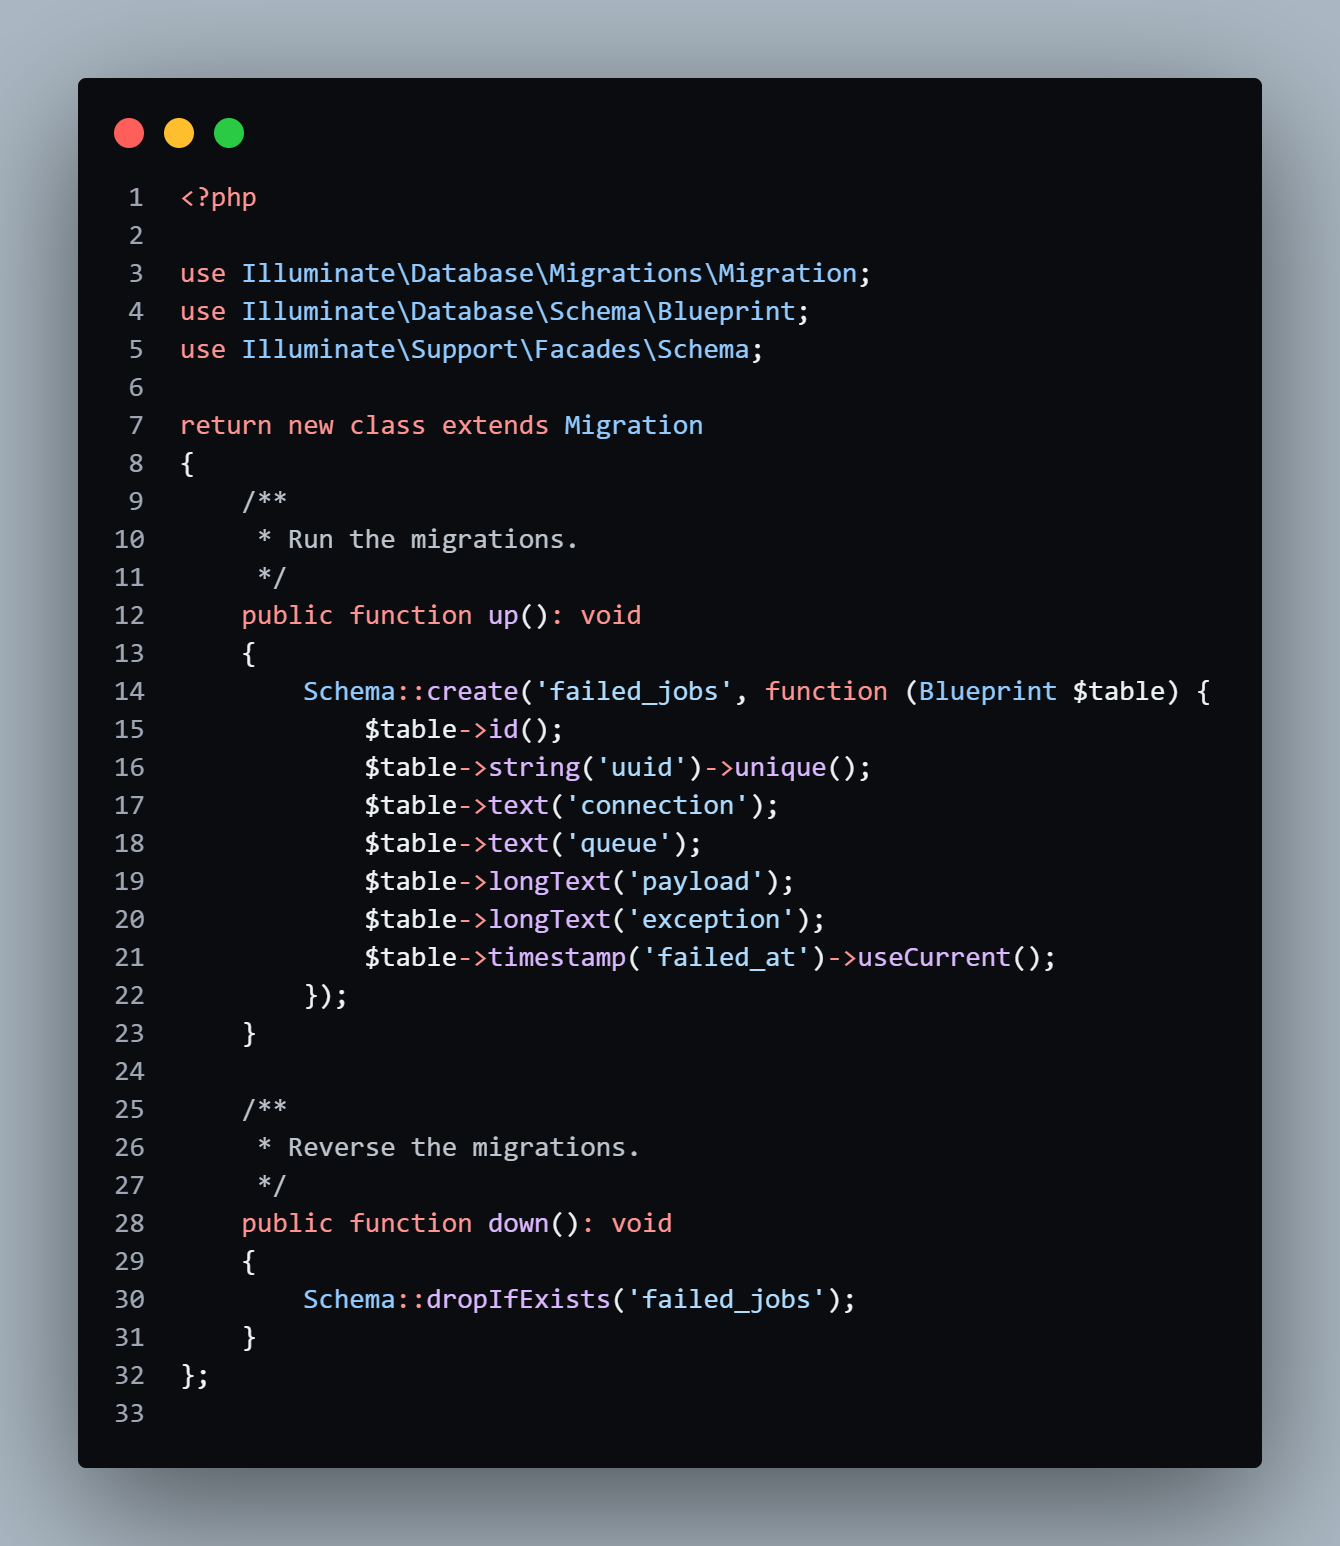 1 <?php
2
3 use Illuminate\Database\Migrations\Migration;
4 use Illuminate\Database\Schema\Blueprint;
5 use Illuminate\Support\Facades\Schema;
6
7 return new class extends Migration
8 {
9     /**
10      * Run the migrations.
11      */
12     public function up(): void
13     {
14         Schema::create('failed_jobs', function (Blueprint $table) {
15             $table->id();
16             $table->string('uuid')->unique();
17             $table->text('connection');
18             $table->text('queue');
19             $table->longText('payload');
20             $table->longText('exception');
21             $table->timestamp('failed_at')->useCurrent();
22         });
23     }
24
25     /**
26      * Reverse the migrations.
27      */
28     public function down(): void
29     {
30         Schema::dropIfExists('failed_jobs');
31     }
32 };
33